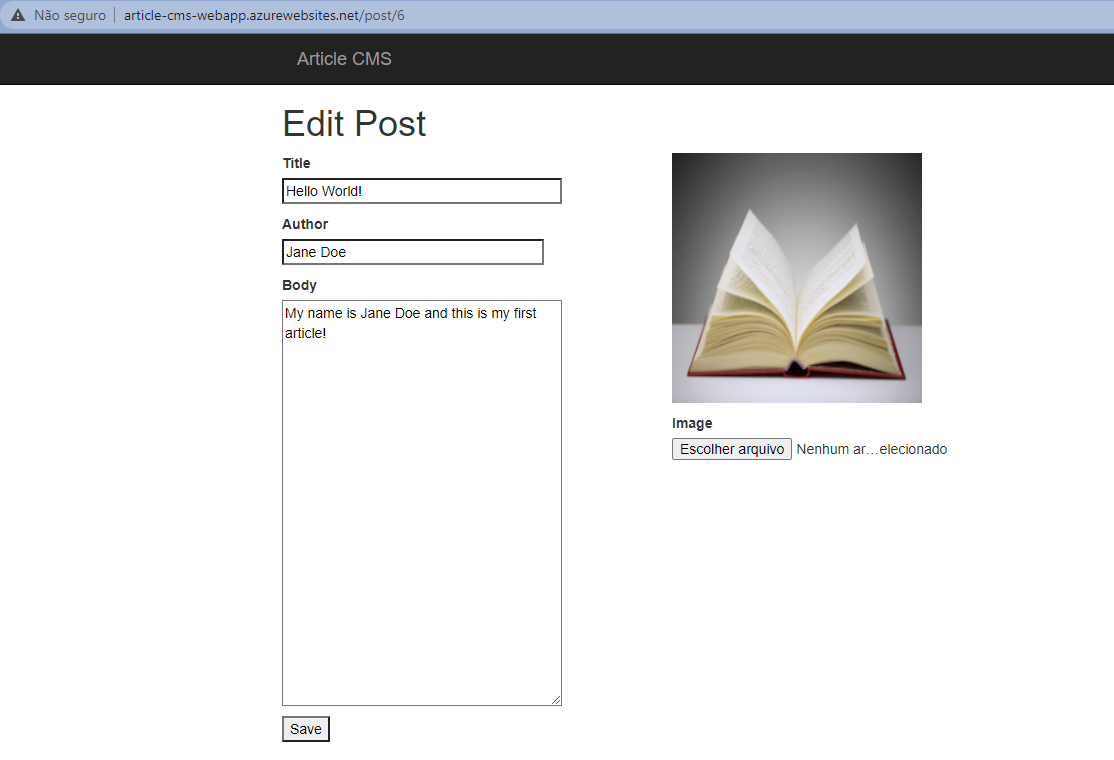 Não seguro | article-cms-webapp.azurewebsites.net/post/6
Article CMS
Edit Post
Title
Hello World!
Author
Jane Doe
Body
My name is Jane Doe and this is my first
article!
Image
Escolher arquivo Nenhum ar...elecionado
Save